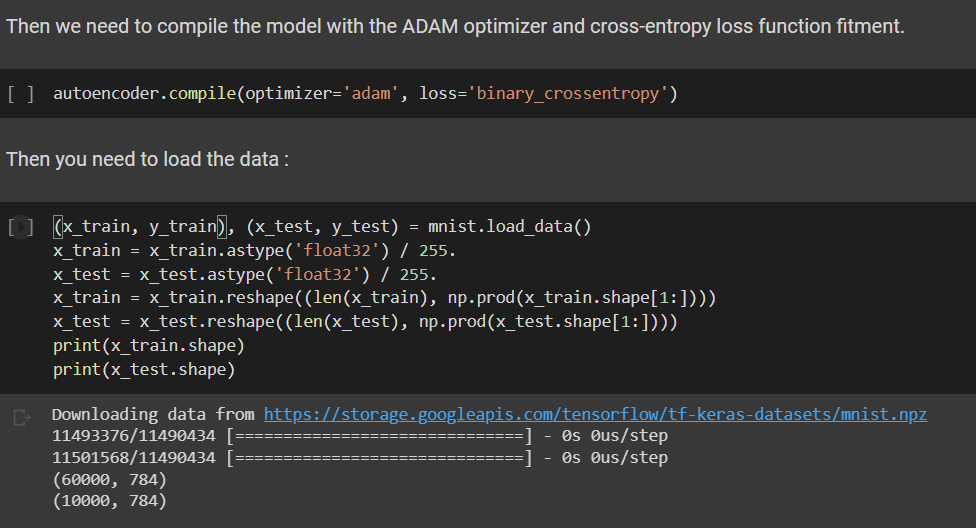 Then we need to compile the model with the ADAM optimizer and cross-entropy loss function fitment.
[ ] autoencoder.compile(optimizer='adam', loss='binary_crossentropy')
Then you need to load the data :
[ ] (x_train, y_train), (x_test, y_test) = mnist.load_data()
x_train = x_train.astype('float32') / 255.
x_test = x_test.astype('float32') / 255.
x_train = x_train.reshape((len(x_train), np.prod(x_train.shape[1:])))
x_test = x_test.reshape((len(x_test), np.prod(x_test.shape[1:])))
print(x_train.shape)
print(x_test.shape)
Downloading data from https://storage.googleapis.com/tensorflow/tf-keras-datasets/mnist.npz
11493376/11490434 [==============================] - 0s 0us/step
11501568/11490434 [==============================] - 0s 0us/step
(60000, 784)
(10000, 784)